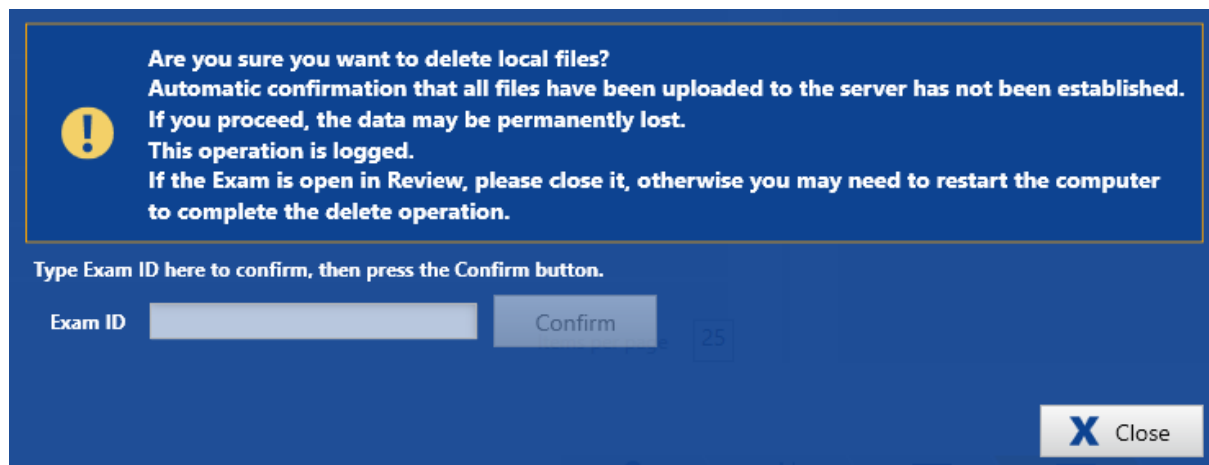 Are you sure you want to delete local files?
Automatic confirmation that all files have been uploaded to the server has not been established.
If you proceed, the data may be permanently lost.
This operation is logged.
If the Exam is open in Review, please close it, otherwise you may need to restart the computer
to complete the delete operation.
Type Exam ID here to confirm, then press the Confirm button.
Exam ID
Confirm
page 25
X Close